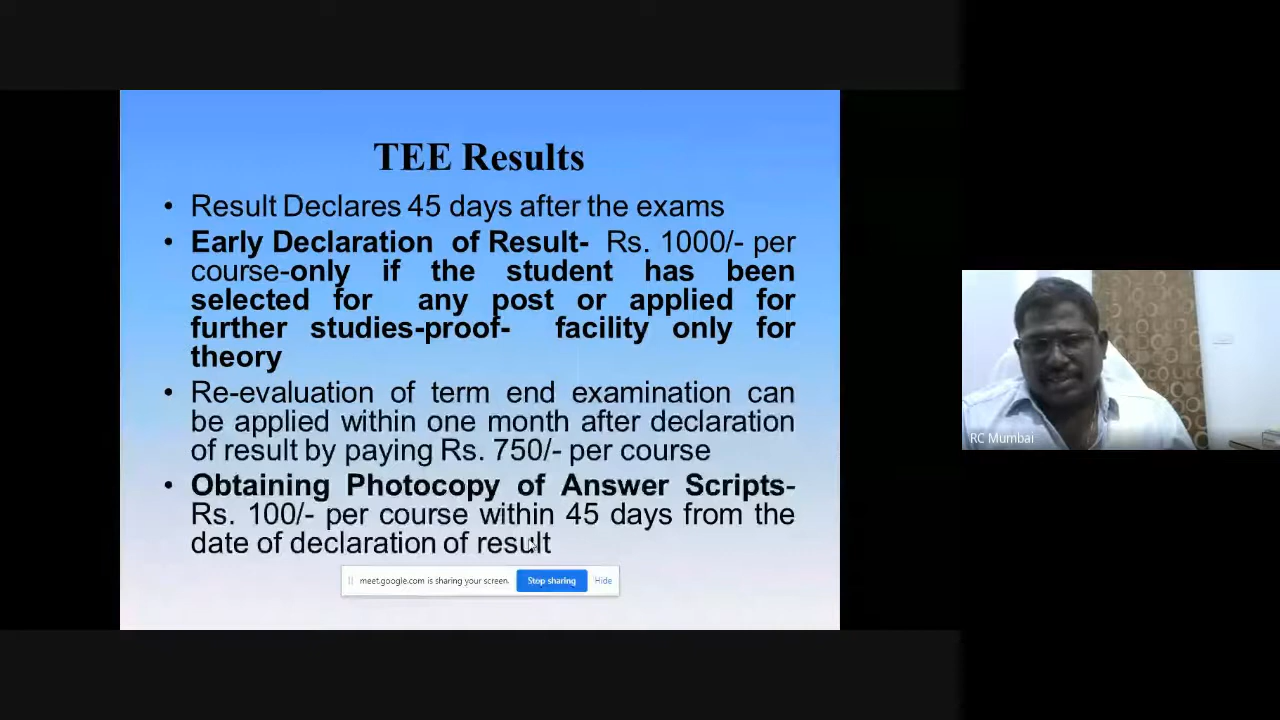 TEE Results
• Result Declares 45 days after the exams
• Early Declaration of Result- Rs. 1000/- per
course-only if the student has been
selected for any post or applied for
further studies-proof- facility only for
theory
• Re-evaluation of term end examination can
be applied within one month after declaration
of result by paying Rs. 750/- per course
• Obtaining Photocopy of Answer Scripts-
Rs. 100/- per course within 45 days from the
date of declaration of result
meet.google.com is sharing your screen. Stop sharing Hide
RC Mumbai